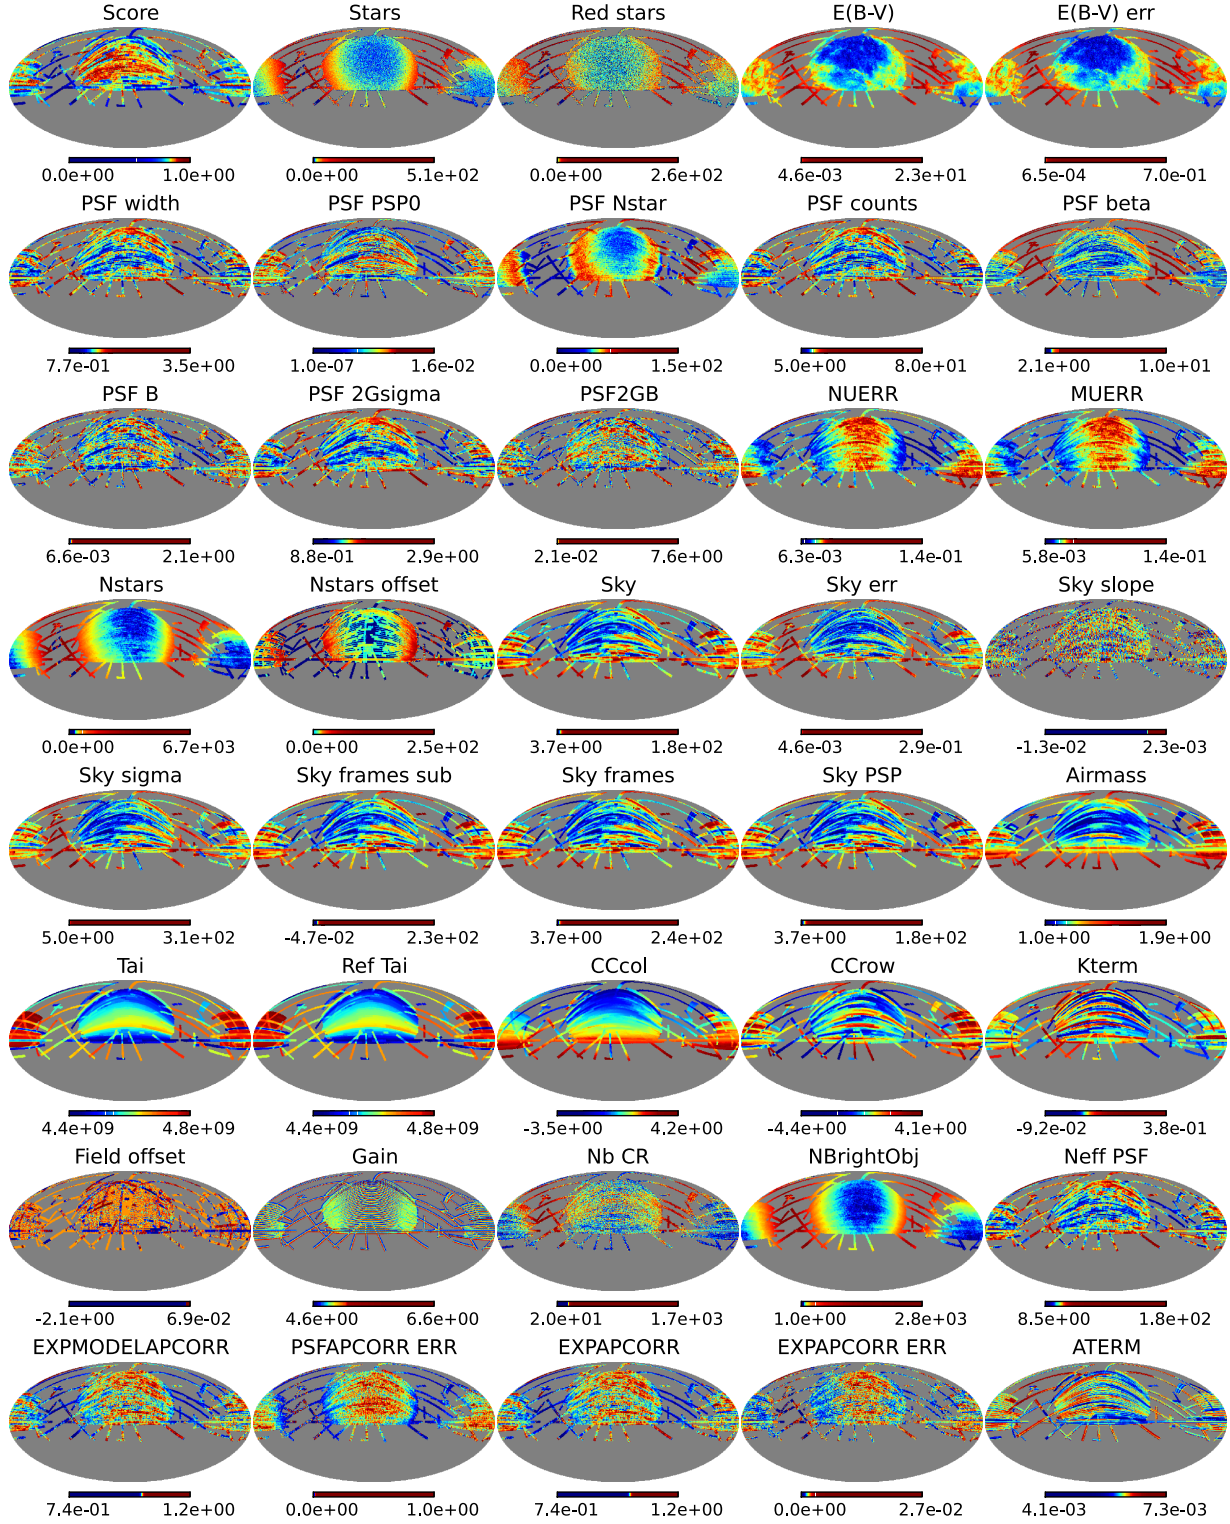 Score Stars Red stars E(B-V) E(B-V) err
0.0e+00 1.0e+00 0.0e+00 5.1e+02 0.0e+00 2.6e+02 4.6e-03 2.3e+01 6.5e-04 7.0e-01
PSF width PSF PSP0 PSF Nstar PSF counts PSF beta
7.7e-01 3.5e+00 1.0e-07 1.6e-02 0.0e+00 1.5e+02 5.0e+00 8.0e+01 2.1e+00 1.0e+01
PSF B PSF 2Gsigma PSF2GB NUERR MUERR
6.6e-03 2.1e+00 8.8e-01 2.9e+00 2.1e-02 7.6e+00 6.3e-03 1.4e-01 5.8e-03 1.4e-01
Nstars Nstars offset Sky Sky err Sky slope
0.0e+00 6.7e+03 0.0e+00 2.5e+02 3.7e+00 1.8e+02 4.6e-03 2.9e-01 -1.3e-02 2.3e-03
Sky sigma Sky frames sub Sky frames Sky PSP Airmass
5.0e+00 3.1e+02 -4.7e-02 2.3e+02 3.7e+00 2.4e+02 3.7e+00 1.8e+02 1.0e+00 1.9e+00
Tai Ref Tai CCcol CCrow Kterm
4.4e+09 4.8e+09 4.4e+09 4.8e+09 -3.5e+00 4.2e+00 -4.4e+00 4.1e+00 -9.2e-02 3.8e-01
Field offset Gain Nb CR NBrightObj Neff PSF
-2.1e+00 6.9e-02 4.6e+00 6.6e+00 2.0e+01 1.7e+03 1.0e+00 2.8e+03 8.5e+00 1.8e+02
EXPMODELAPCORR PSFAPCORR ERR EXPAPCORR EXPAPCORR ERR ATERM
7.4e-01 1.2e+00 0.0e+00 1.0e+00 7.4e-01 1.2e+00 0.0e+00 2.7e-02 4.1e-03 7.3e-03